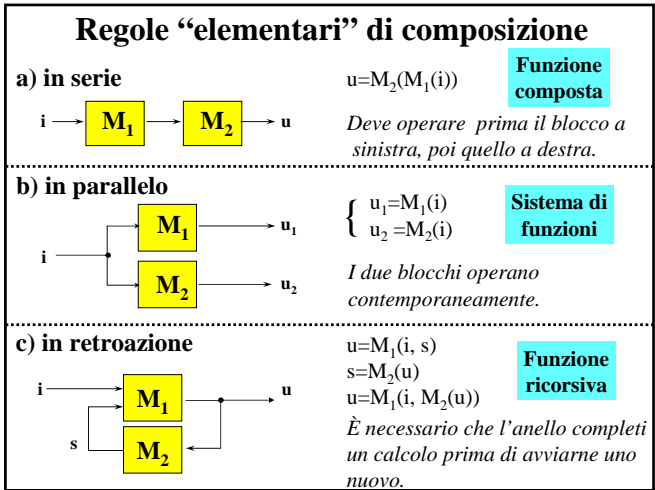 Regole “elementari” di composizione
a) in serie
i M₁ M₂ u
u=M₂(M₁(i))
Funzione
composta
Deve operare prima il blocco a
sinistra, poi quello a destra.
b) in parallelo
M₁ u₁
i
M₂ u₂
{ u₁=M₁(i)
u₂ =M₂(i)
Sistema di
funzioni
I due blocchi operano
contemporaneamente.
c) in retroazione
i M₁ u
s M₂
u=M₁(i, s)
s=M₂(u)
u=M₁(i, M₂(u))
Funzione
ricorsiva
È necessario che l’anello completi
un calcolo prima di avviarne uno
nuovo.